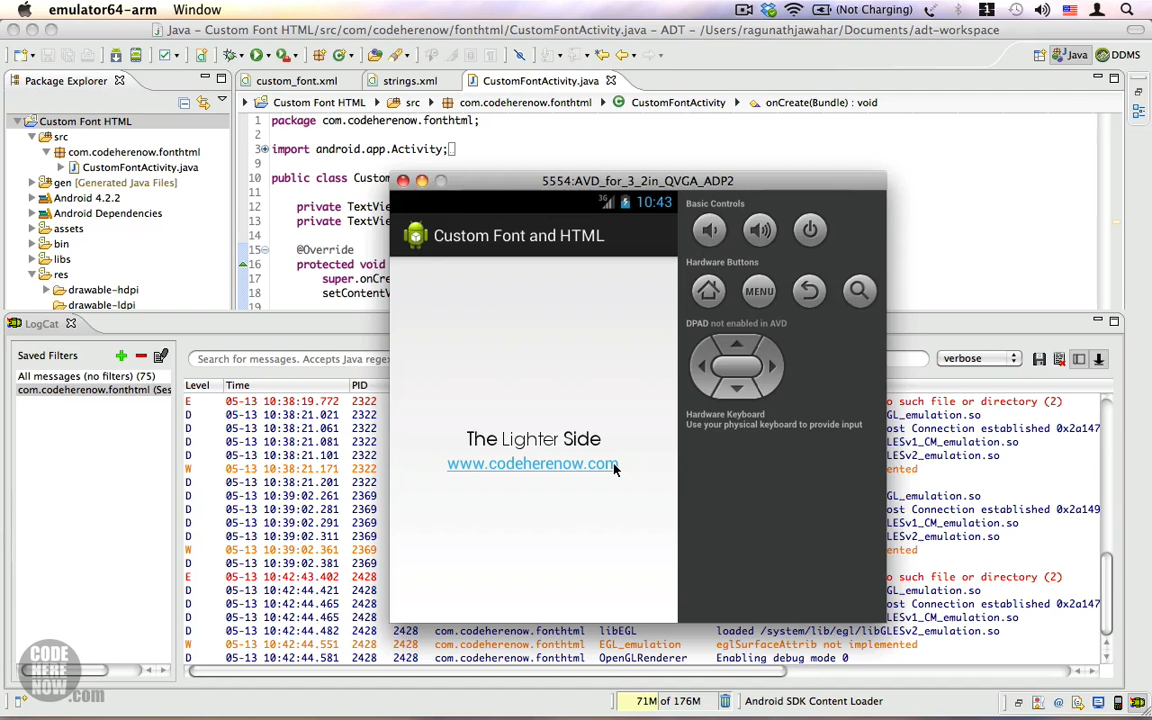 emulator64-arm Window (Not Charging)
Java – Custom Font HTML/src/com/codeherenow/fonthtml/CustomFontActivity.java – ADT – /Users/ragunathjawahar/Documents/adt-workspace
Java DDMS
Package Explorer custom_font.xml strings.xml CustomFontActivity.java
Custom Font HTML src com.codeherenow.fonthtml CustomFontActivity onCreate(Bundle) : void
Custom Font HTML
src
com.codeherenow.fonthtml
CustomFontActivity.java
gen [Generated Java Files]
Android 4.2.2
Android Dependencies
assets
bin
libs
res
drawable-hdpi
drawable-ldpi
1 package com.codeherenow.fonthtml;
2
3 import android.app.Activity;
9
10 public class Custom
11
12 private TextVie
13 private TextVie
14
15 @Override
16 protected void
17 super.onCre
18 setContentV
19
5554:AVD_for_3_2in_QVGA_ADP2
3G 10:43
Custom Font and HTML
The Lighter Side
www.codeherenow.com
Basic Controls
Hardware Buttons
MENU
DPAD not enabled in AVD
Hardware Keyboard
Use your physical keyboard to provide input
LogCat
Saved Filters
All messages (no filters) (75)
com.codeherenow.fonthtml (Ses
Search for messages. Accepts Java rege verbose
Level Time PID
E 05-13 10:38:19.772 2322 o such file or directory (2)
D 05-13 10:38:21.021 2322 GL_emulation.so
D 05-13 10:38:21.061 2322 ost Connection established 0x2a147
D 05-13 10:38:21.081 2322 LESv1_CM_emulation.so
D 05-13 10:38:21.101 2322 LESv2_emulation.so
W 05-13 10:38:21.171 2322 ented
D 05-13 10:38:21.201 2322
D 05-13 10:39:02.261 2369 GL_emulation.so
D 05-13 10:39:02.281 2369 ost Connection established 0x2a149
D 05-13 10:39:02.291 2369 LESv1_CM_emulation.so
D 05-13 10:39:02.311 2369 LESv2_emulation.so
W 05-13 10:39:02.361 2369 ented
D 05-13 10:39:02.381 2369
E 05-13 10:42:43.402 2428 o such file or directory (2)
D 05-13 10:42:44.421 2428 GL_emulation.so
D 05-13 10:42:44.465 2428 ost Connection established 0x2a147
D 05-13 10:42:44.465 2428 LESv1_CM_emulation.so
D 05-13 10:42:44.482 2428 com.codeherenow.fonthtml libEGL loaded /system/lib/egl/libGLESv2_emulation.so
W 05-13 10:42:44.551 2428 com.codeherenow.fonthtml EGL_emulation eglSurfaceAttrib not implemented
D 05-13 10:42:44.581 2428 com.codeherenow.fonthtml OpenGLRenderer Enabling debug mode 0
CODE
HERE
NOW.com
71M of 176M Android SDK Content Loader